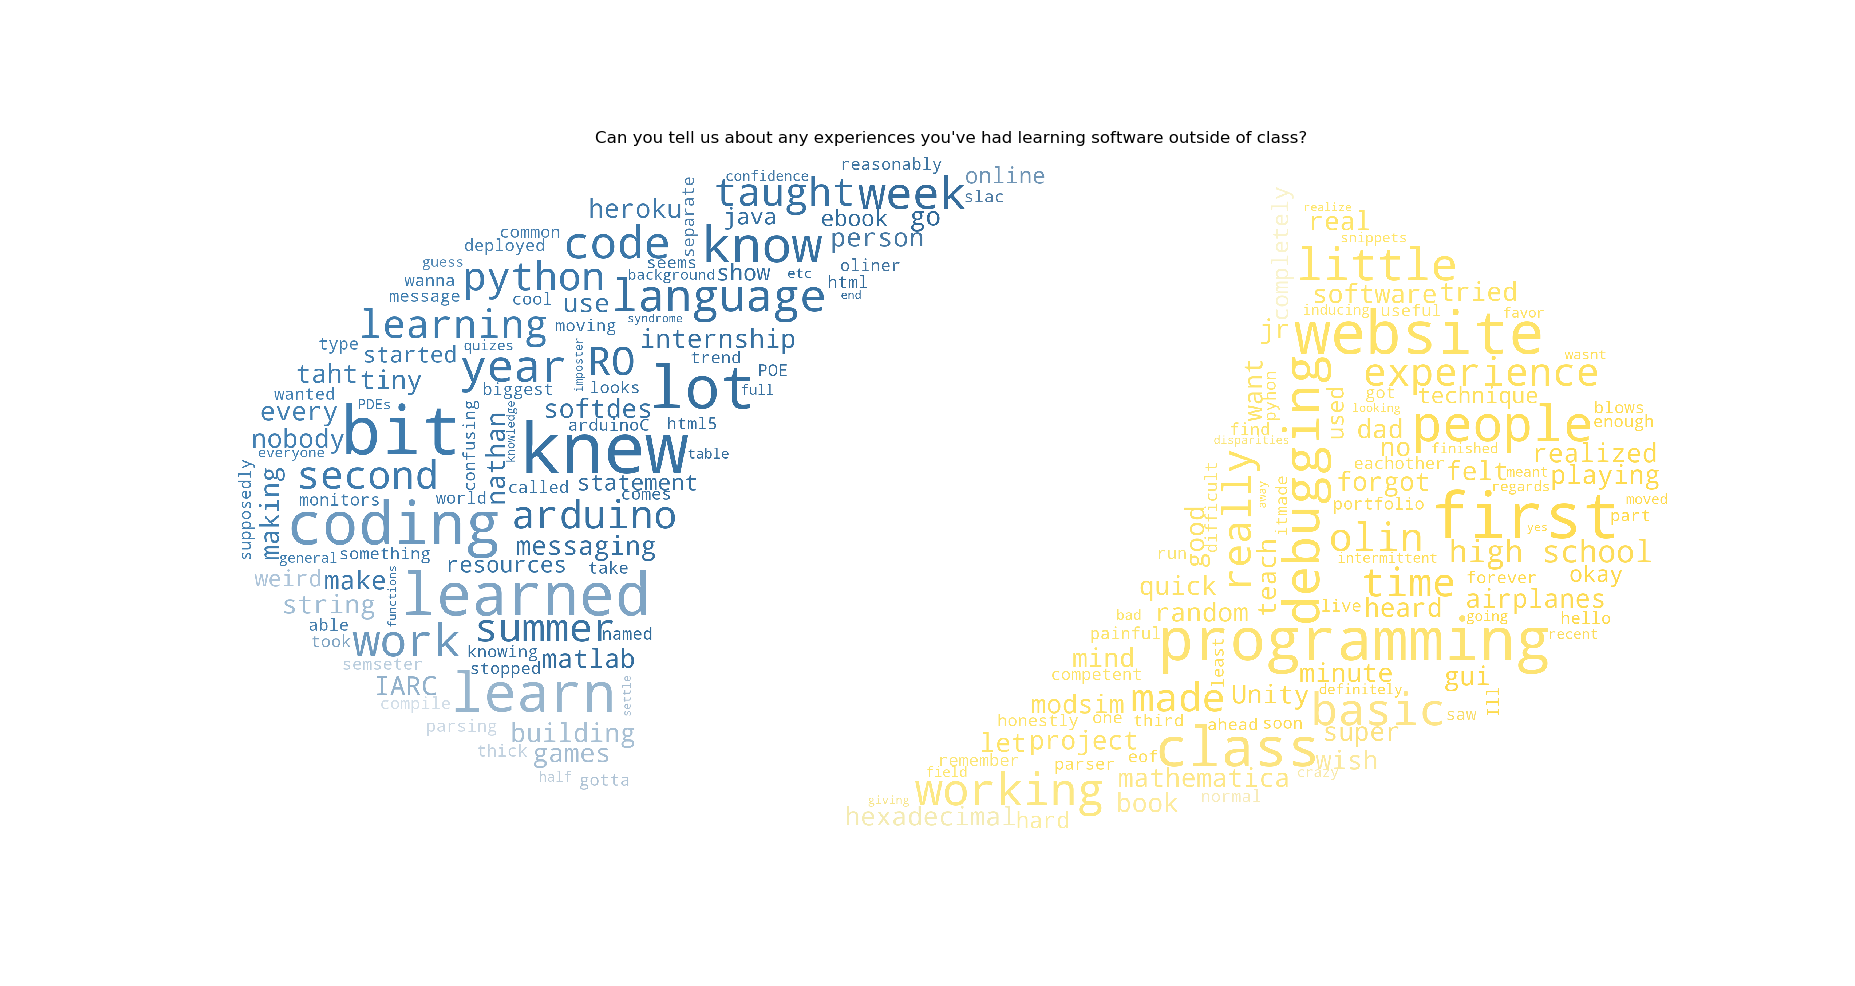 Can you tell us about any experiences you've had learning software outside of class?
reasonably
confidence
online
taught
week
slac
heroku
separate
java
ebook
go
common
code
know
person
deployed
guess
seems
oliner
python
background
show
etc
wanna
language
html
message
cool
use
end
learning
moving
syndrome
internship
type
quizes
started
year
imposter
RO
trend
taht
tiny
biggest
looks
lot
POE
full
wanted
PDEs
every
bit
softdes
confusing
knowledge
nathan
arduinoC
html5
nobody
knew
everyone
table
supposedly
second
called
statement
making
monitors
world
comes
coding
arduino
general
something
messaging
resources
take
weird
make
functions
learned
string
able
summer
named
took
work
knowing
matlab
semseter
stopped
IARC
learn
settle
compile
parsing
building
thick
games
half
gotta
completely
realize
real
snippets
little
software
tried
inducing
useful
favor
jr
website
wasnt
want
python
debugging
experience
got
technique
used
looking
people
blows
find
enough
disparities
dad
no
finished
realized
really
eachother
felt
meant
playing
difficult
away
itmade
forgot
regards
portfolio
first
moved
good
yes
part
olin
run
teach
intermittent
high
school
quick
time
forever
okay
bad
random
live
heard
airplanes
going
hello
painful
least
programming
recent
mind
competent
minute
gui
modsim
made
Unity
definitely
Ill
honestly
one
third
ahead
soon
basic
saw
let
project
eof
class
super
remember
parser
wish
field
working
mathematica
crazy
giving
book
normal
hexadecimal
hard